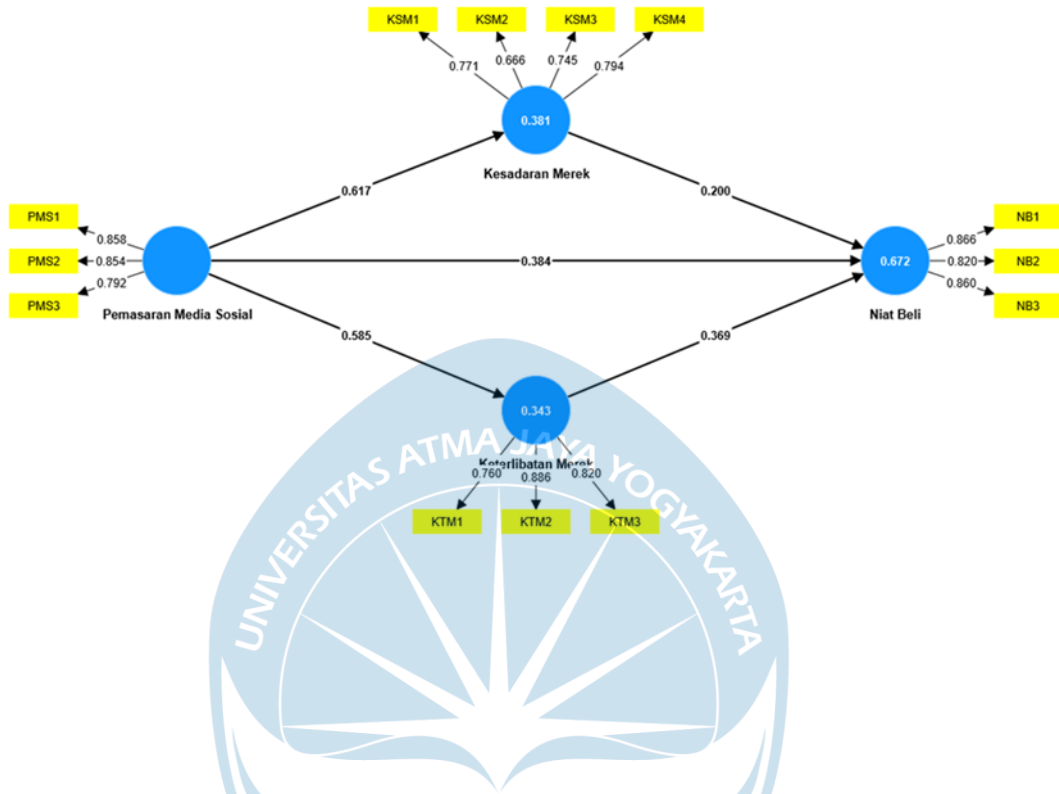 KSM1 KSM2 KSM3 KSM4
0.771 0.666 0.745 0.794
0.381
Kesadaran Merek
0.617
0.200
PMS1
PMS2
PMS3
0.858
0.854
0.792
Pemasaran Media Sosial
0.384
0.672
Niat Beli
0.866
0.820
0.860
NB1
NB2
NB3
0.585
0.369
0.343
Keterlibatan Merek
0.760 0.886 0.820
KTM1 KTM2 KTM3
UNIVERSITAS ATMA JAYA YOGYAKARTA